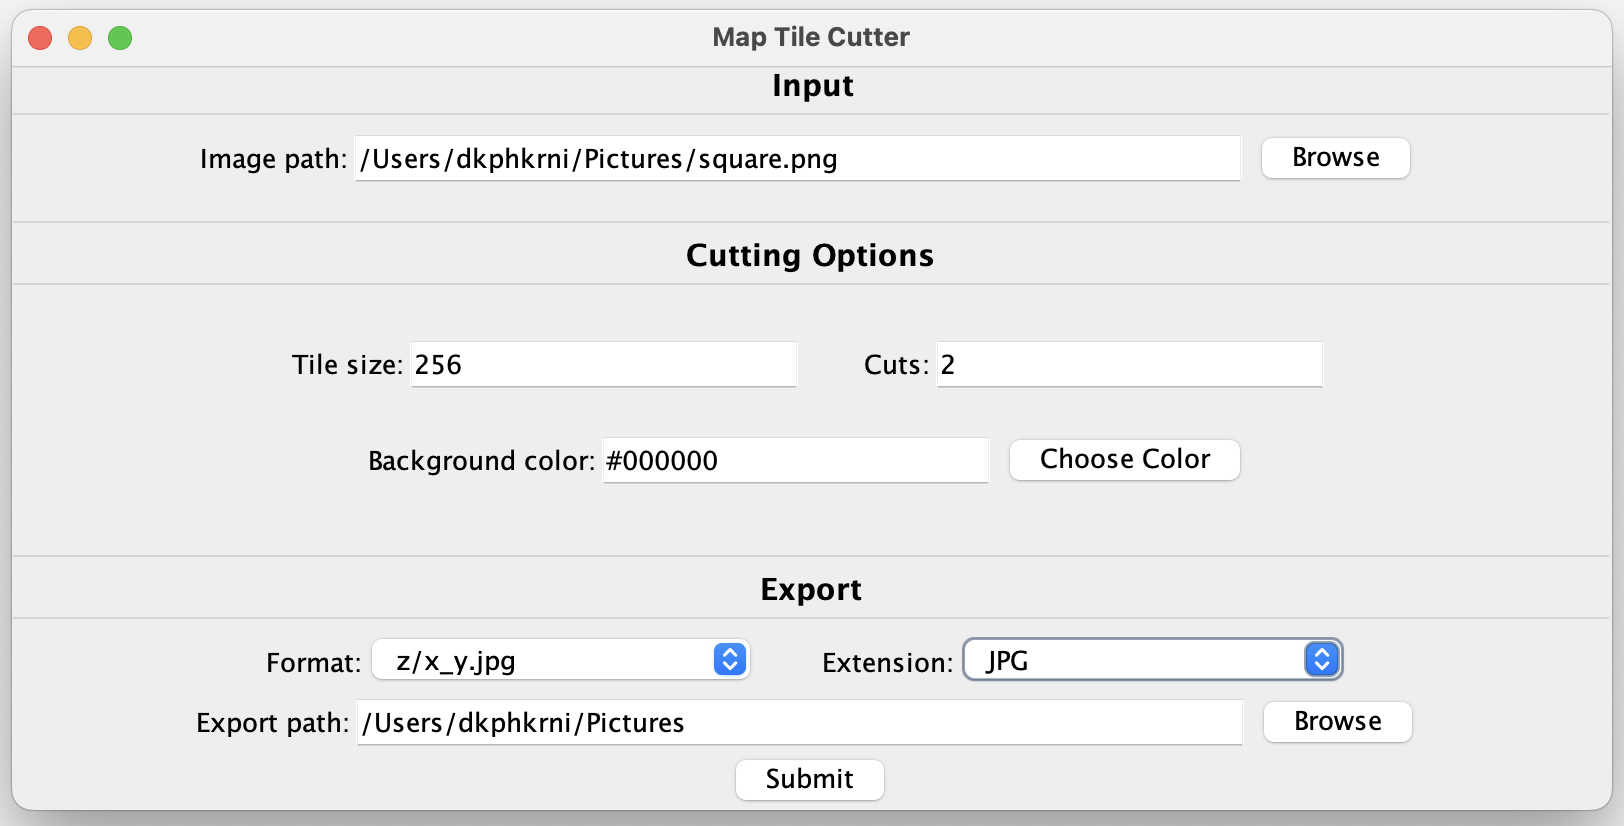 Map Tile Cutter
Input
Image path: /Users/dkphkrni/Pictures/square.png Browse
Cutting Options
Tile size: 256 Cuts: 2
Background color: #000000 Choose Color
Export
Format: z/x_y.jpg Extension: JPG
Export path: /Users/dkphkrni/Pictures Browse
Submit